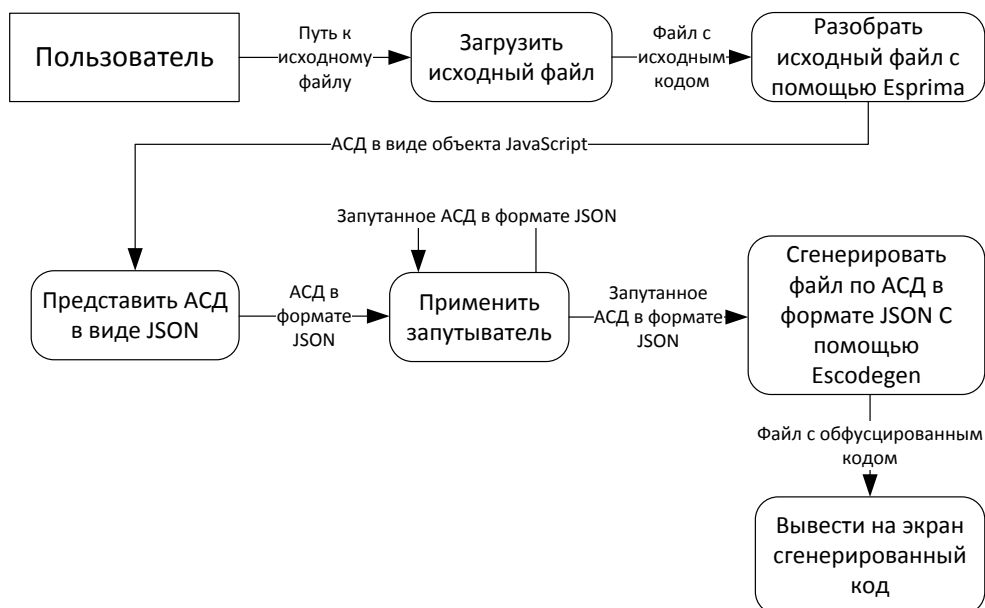 Пользователь
Путь к
исходному
файлу
Загрузить
исходный файл
Файл с
исходным
кодом
Разобрать
исходный файл с
помощью Esprima
АСД в виде объекта JavaScript
Запутанное АСД в формате JSON
Представить АСД
в виде JSON
АСД в
формате
JSON
Применить
запутыватель
Запутанное
АСД в формате
JSON
Сгенерировать
файл по АСД в
формате JSON С
помощью
Escodegen
Файл с обфусцированным
кодом
Вывести на экран
сгенерированный
код